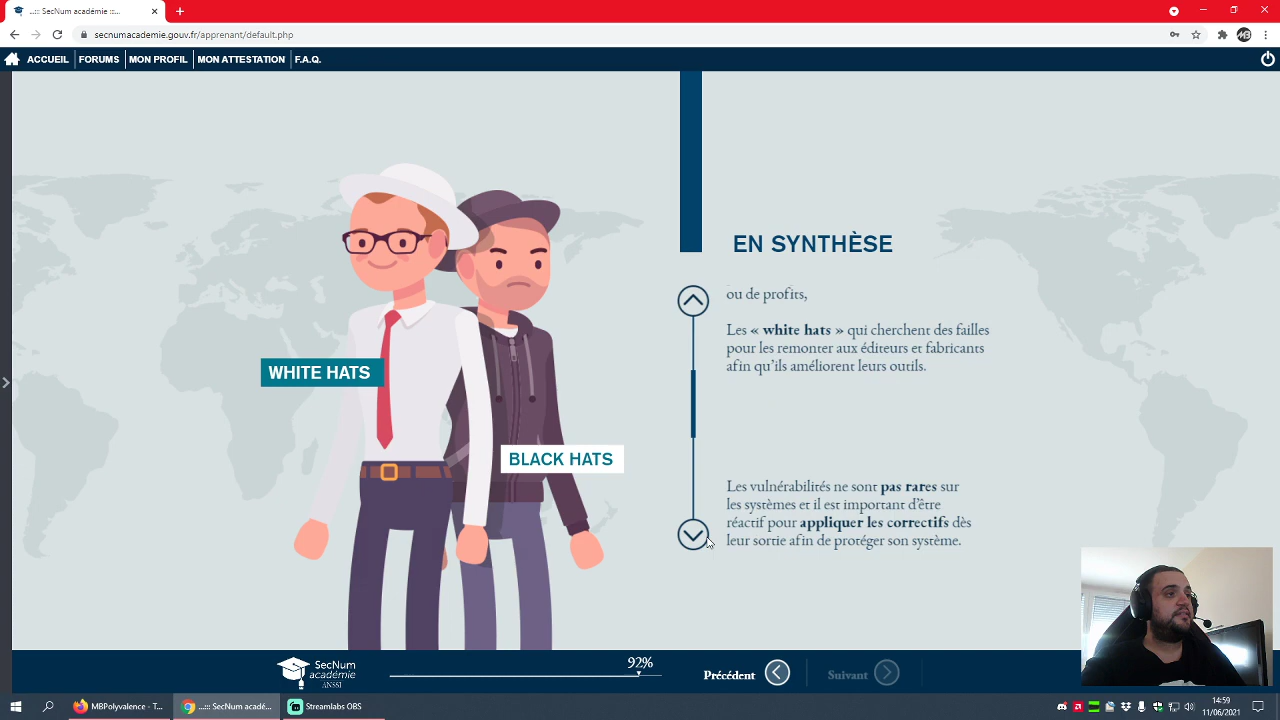 ..:: SecNum Académie ::..
secnumacademie.gouv.fr/apprenant/default.php
ACCUEIL
FORUMS
MON PROFIL
MON ATTESTATION
F.A.Q.
EN SYNTHÈSE
ou de profits,
Les « white hats » qui cherchent des failles
pour les remonter aux éditeurs et fabricants
afin qu'ils améliorent leurs outils.
WHITE HATS
BLACK HATS
Les vulnérabilités ne sont pas rares sur
les systèmes et il est important d'être
réactif pour appliquer les correctifs dès
leur sortie afin de protéger son système.
SecNum
académie
ANSSI
92%
Précédent
Suivant
MBPolyvalence - T...
..:: SecNum acadé...
Streamlabs OBS
14:59
11/06/2021